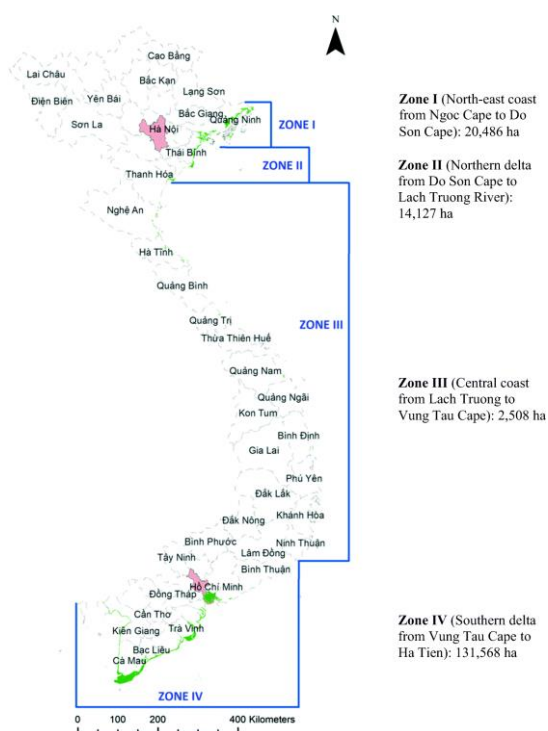 N
Cao Bằng
Lai Châu
Bắc Kạn
Lạng Sơn
Điện Biên
Yên Bái
Bắc Giang
Quảng Ninh
Sơn La
Hà Nội
ZONE I
Thái Bình
ZONE II
Thanh Hóa
Nghệ An
Hà Tĩnh
Quảng Bình
Quảng Trị
ZONE III
Thừa Thiên Huế
Quảng Nam
Quảng Ngãi
Kon Tum
Bình Định
Gia Lai
Phú Yên
Đắk Lắk
Khánh Hòa
Đắk Nông
Ninh Thuận
Bình Phước
Lâm Đồng
Tây Ninh
Bình Thuận
Hồ Chí Minh
Đồng Tháp
Cần Thơ
Kiên Giang
Trà Vinh
Bạc Liêu
Cà Mau
ZONE IV
0 100 200 400 Kilometers
Zone I (North-east coast
from Ngoc Cape to Do
Son Cape): 20,486 ha
Zone II (Northern delta
from Do Son Cape to
Lach Truong River):
14,127 ha
Zone III (Central coast
from Lach Truong to
Vung Tau Cape): 2,508 ha
Zone IV (Southern delta
from Vung Tau Cape to
Ha Tien): 131,568 ha